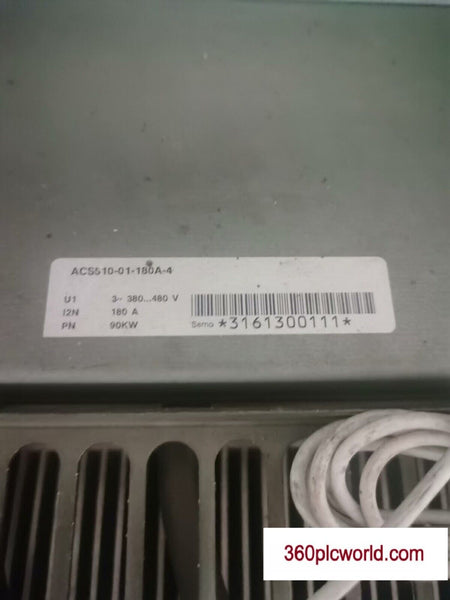 ACS510-01-180A-4
U1 3~ 380...480 V
I2N 180 A
PN 90KW
Serno *3161300111*
360plcworld.com